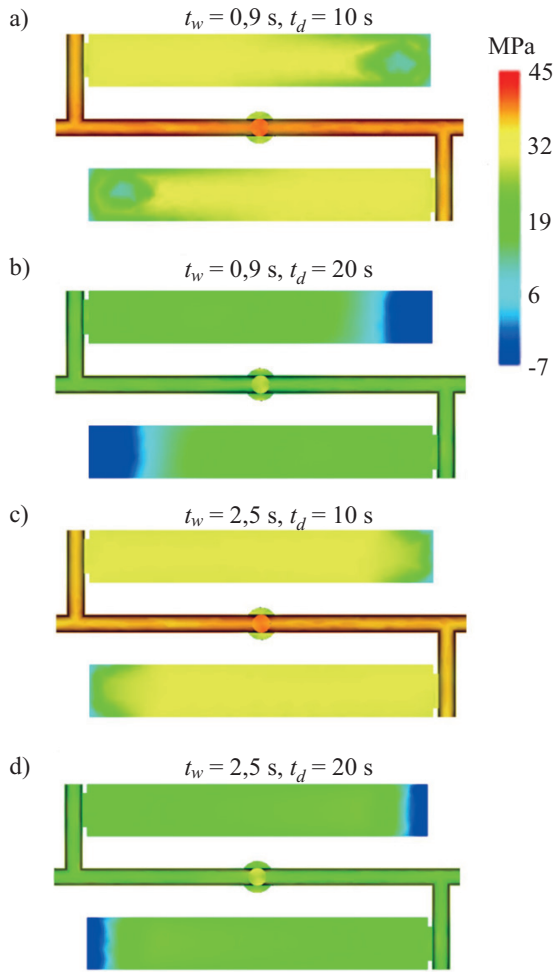 a)
t_w = 0,9 s, t_d = 10 s
MPa
45
32
19
6
-7
b)
t_w = 0,9 s, t_d = 20 s
c)
t_w = 2,5 s, t_d = 10 s
d)
t_w = 2,5 s, t_d = 20 s